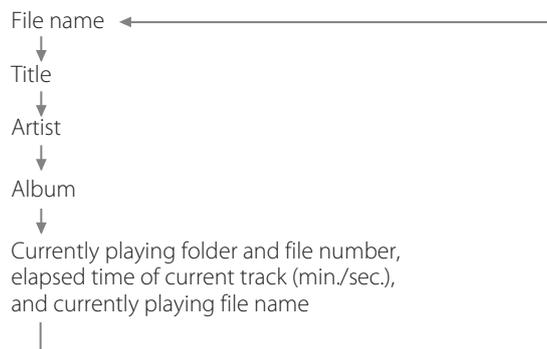 File name
Title
Artist
Album
Currently playing folder and file number,
elapsed time of current track (min./sec.),
and currently playing file name